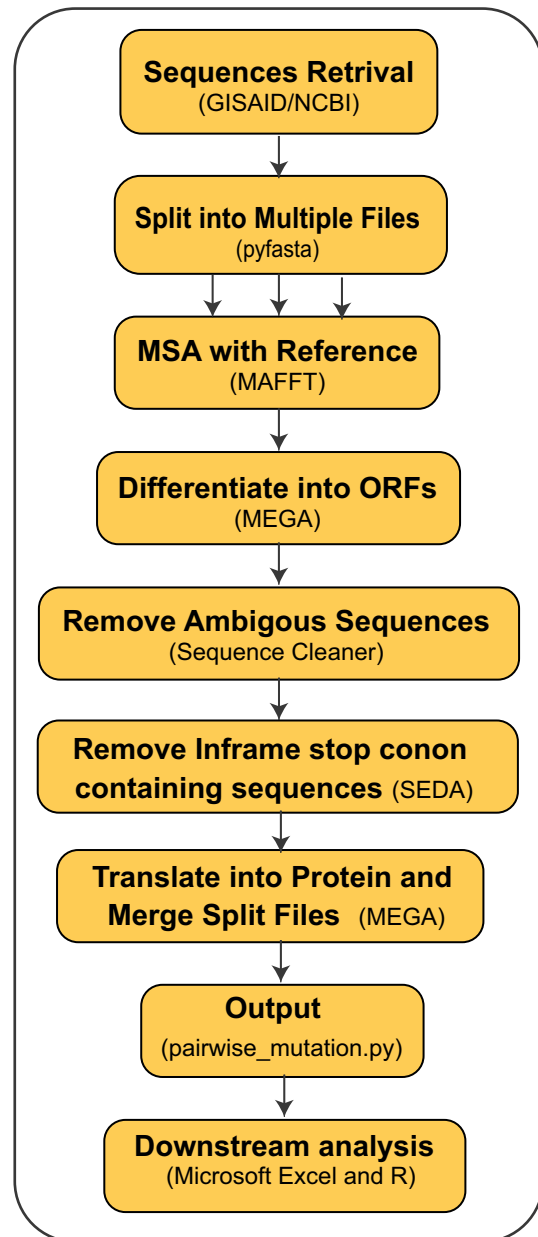 Sequences Retrival
(GISAID/NCBI)
Split into Multiple Files
(pyfasta)
MSA with Reference
(MAFFT)
Differentiate into ORFs
(MEGA)
Remove Ambigous Sequences
(Sequence Cleaner)
Remove Inframe stop conon
containing sequences (SEDA)
Translate into Protein and
Merge Split Files (MEGA)
Output
(pairwise_mutation.py)
Downstream analysis
(Microsoft Excel and R)